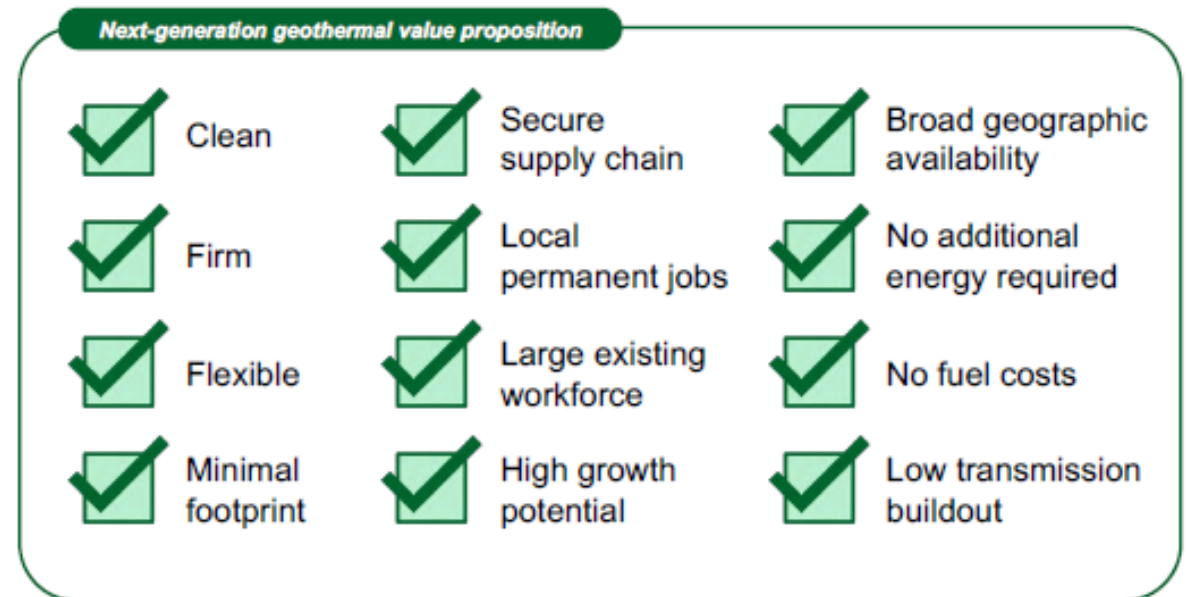 Next-generation geothermal value proposition
Clean
Secure
supply chain
Broad geographic
availability
Firm
Local
permanent jobs
No additional
energy required
Flexible
Large existing
workforce
No fuel costs
Minimal
footprint
High growth
potential
Low transmission
buildout